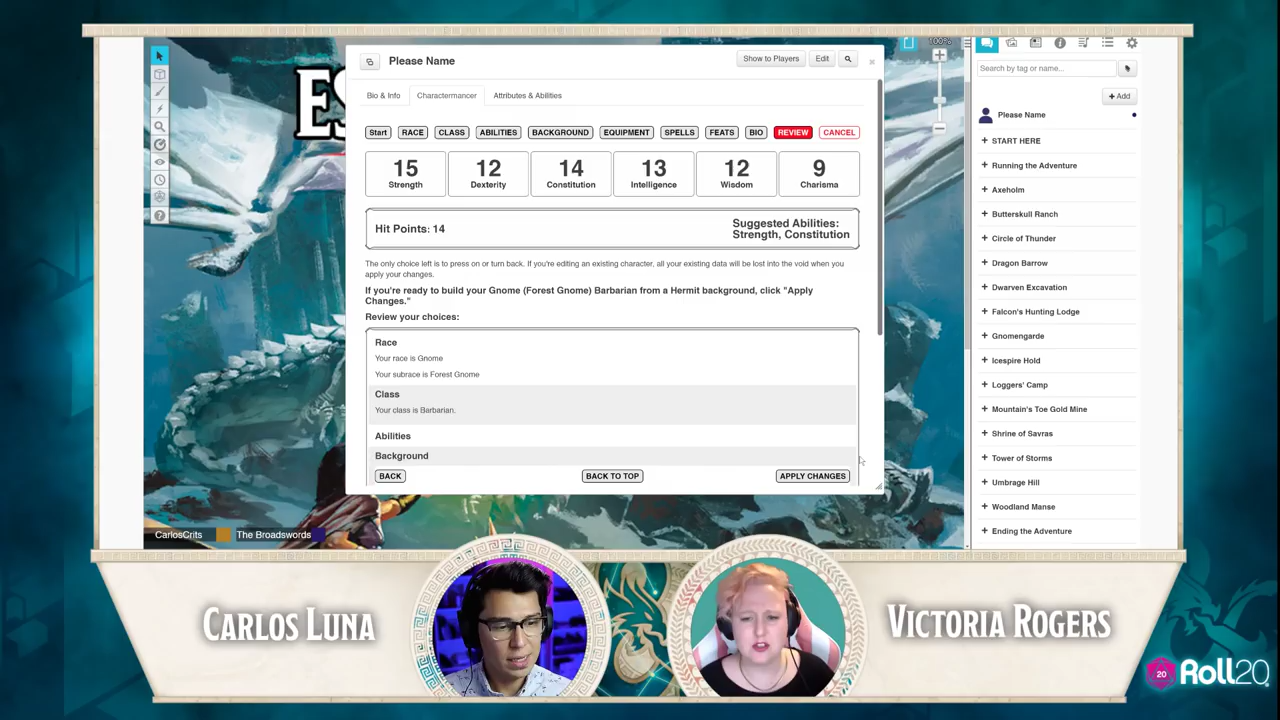 ES
Please Name
Show to Players
Edit
Bio & Info
Charactermancer
Attributes & Abilities
Start
RACE
CLASS
ABILITIES
BACKGROUND
EQUIPMENT
SPELLS
FEATS
BIO
REVIEW
CANCEL
15
Strength
12
Dexterity
14
Constitution
13
Intelligence
12
Wisdom
9
Charisma
Hit Points: 14
Suggested Abilities:
Strength, Constitution
The only choice left is to press on or turn back. If you're editing an existing character, all your existing data will be lost into the void when you
apply your changes.
If you're ready to build your Gnome (Forest Gnome) Barbarian from a Hermit background, click "Apply
Changes."
Review your choices:
Race
Your race is Gnome
Your subrace is Forest Gnome
Class
Your class is Barbarian.
Abilities
Background
BACK
BACK TO TOP
APPLY CHANGES
100%
Search by tag or name...
+ Add
Please Name
+ START HERE
+ Running the Adventure
+ Axeholm
+ Butterskull Ranch
+ Circle of Thunder
+ Dragon Barrow
+ Dwarven Excavation
+ Falcon's Hunting Lodge
+ Gnomengarde
+ Icespire Hold
+ Loggers' Camp
+ Mountain's Toe Gold Mine
+ Shrine of Savras
+ Tower of Storms
+ Umbrage Hill
+ Woodland Manse
+ Ending the Adventure
CarlosCrits
The Broadswords
CARLOS LUNA
VICTORIA ROGERS
20
Roll20